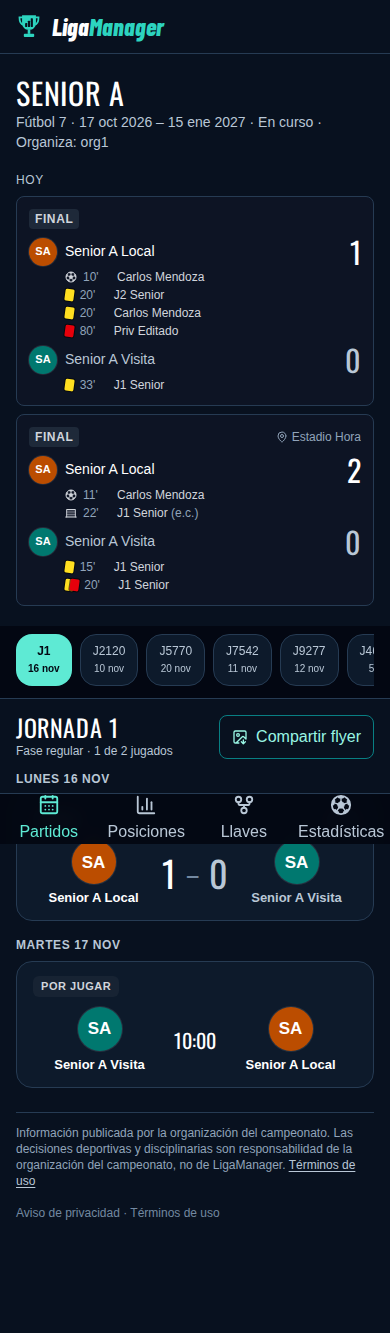 LigaManager
SENIOR A
Fútbol 7 · 17 oct 2026 – 15 ene 2027 · En curso ·
Organiza: org1
HOY
FINAL
SA Senior A Local 1
10' Carlos Mendoza
20' J2 Senior
20' Carlos Mendoza
80' Priv Editado
SA Senior A Visita 0
33' J1 Senior
FINAL Estadio Hora
SA Senior A Local 2
11' Carlos Mendoza
22' J1 Senior (e.c.)
SA Senior A Visita 0
15' J1 Senior
20' J1 Senior
J1 J2120 J5770 J7542 J9277
16 nov 10 nov 20 nov 11 nov 12 nov
JORNADA 1
Compartir flyer
Fase regular · 1 de 2 jugados
LUNES 16 NOV
Partidos Posiciones Llaves Estadísticas
SA 1 – 0 SA
Senior A Local Senior A Visita
MARTES 17 NOV
POR JUGAR
SA 10:00 SA
Senior A Visita Senior A Local
Información publicada por la organización del campeonato. Las
decisiones deportivas y disciplinarias son responsabilidad de la
organización del campeonato, no de LigaManager. Términos de
uso
Aviso de privacidad · Términos de uso